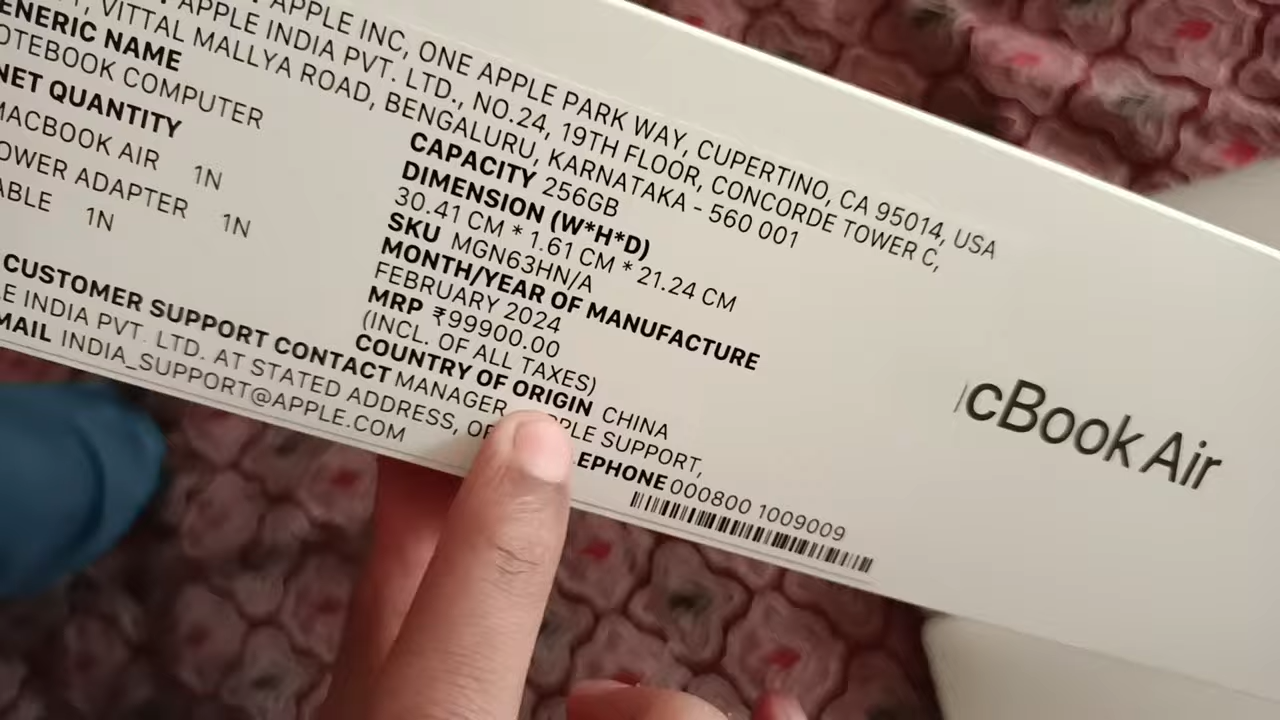 APPLE INC, ONE APPLE PARK WAY, CUPERTINO, CA 95014, USA
APPLE INDIA PVT. LTD., NO.24, 19TH FLOOR, CONCORDE TOWER C,
VITTAL MALLYA ROAD, BENGALURU, KARNATAKA - 560 001
ENERIC NAME
OTEBOOK COMPUTER
NET QUANTITY
MACBOOK AIR 1N
OWER ADAPTER 1N
ABLE 1N
CAPACITY 256GB
DIMENSION (W*H*D)
30.41 CM * 1.61 CM * 21.24 CM
SKU MGN63HN/A
MONTH/YEAR OF MANUFACTURE
FEBRUARY 2024
MRP ₹99900.00
(INCL. OF ALL TAXES)
COUNTRY OF ORIGIN CHINA
CUSTOMER SUPPORT CONTACT MANAGER, PPLE SUPPORT,
LE INDIA PVT. LTD. AT STATED ADDRESS, OR LEPHONE 000800 1009009
MAIL INDIA_SUPPORT@APPLE.COM
cBook Air